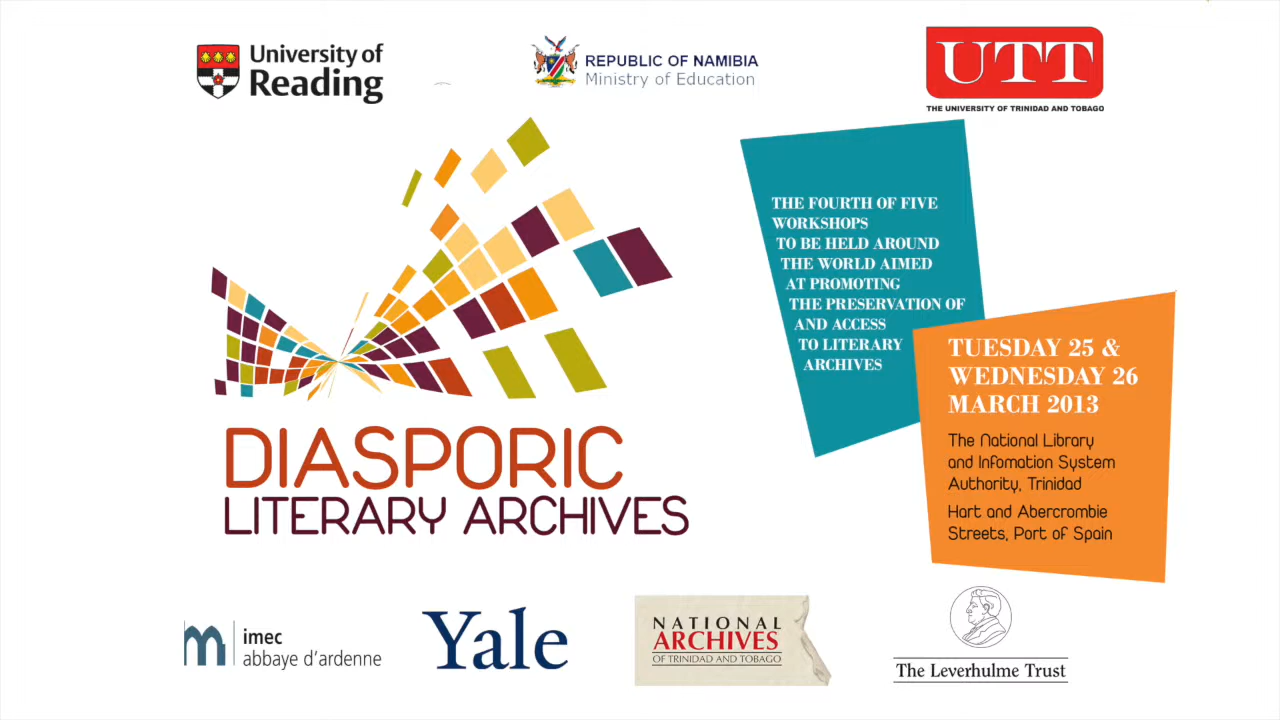 University of
Reading
REPUBLIC OF NAMIBIA
Ministry of Education
UTT
THE UNIVERSITY OF TRINIDAD AND TOBAGO
THE FOURTH OF FIVE
WORKSHOPS
TO BE HELD AROUND
THE WORLD AIMED
AT PROMOTING
THE PRESERVATION OF
AND ACCESS
TO LITERARY
ARCHIVES
TUESDAY 25 &
WEDNESDAY 26
MARCH 2013
The National Library
and Infomation System
Authority, Trinidad
Hart and Abercrombie
Streets, Port of Spain
DIASPORIC
LITERARY ARCHIVES
imec
abbaye d'ardenne
Yale
NATIONAL
ARCHIVES
OF TRINIDAD AND TOBAGO
The Leverhulme Trust